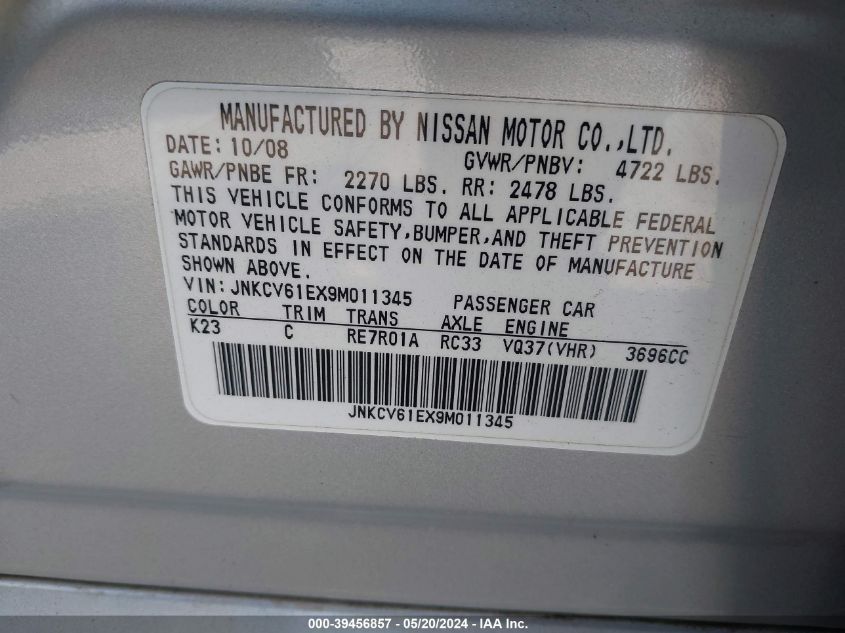 MANUFACTURED BY NISSAN MOTOR CO.,LTD.
DATE: 10/08 GVWR/PNBV: 4722 LBS.
GAWR/PNBE FR: 2270 LBS. RR: 2478 LBS.
THIS VEHICLE CONFORMS TO ALL APPLICABLE FEDERAL
MOTOR VEHICLE SAFETY,BUMPER,AND THEFT PREVENTION
STANDARDS IN EFFECT ON THE DATE OF MANUFACTURE
SHOWN ABOVE.
VIN: JNKCV61EX9M011345 PASSENGER CAR
COLOR TRIM TRANS AXLE ENGINE
K23 C RE7R01A RC33 VQ37(VHR) 3696CC
JNKCV61EX9M011345
000-39456857 - 05/20/2024 - IAA Inc.